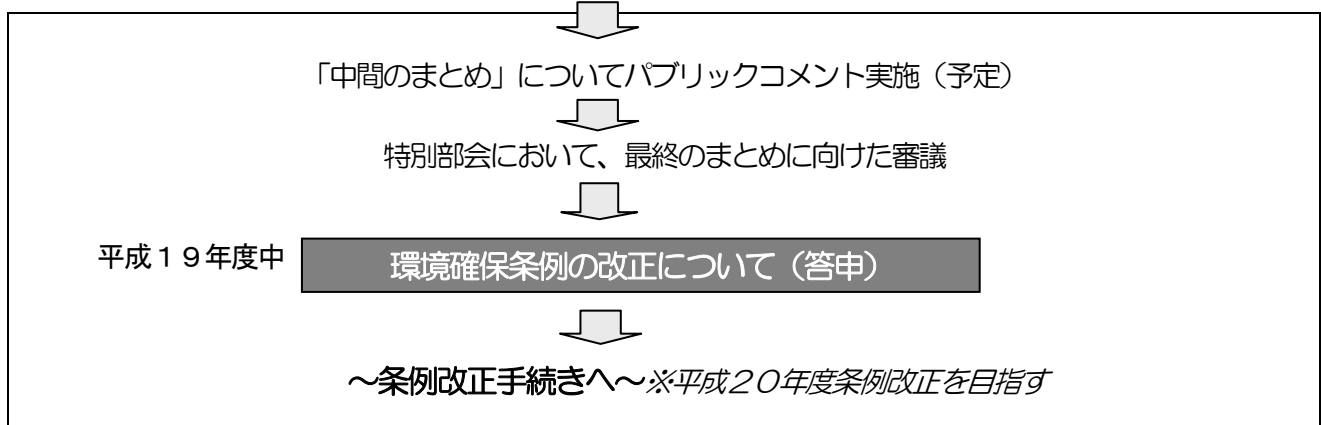 「中間のまとめ」についてパブリックコメント実施（予定）
特別部会において、最終のまとめに向けた審議
平成１９年度中
環境確保条例の改正について（答申）
～条例改正手続きへ～※平成２０年度条例改正を目指す